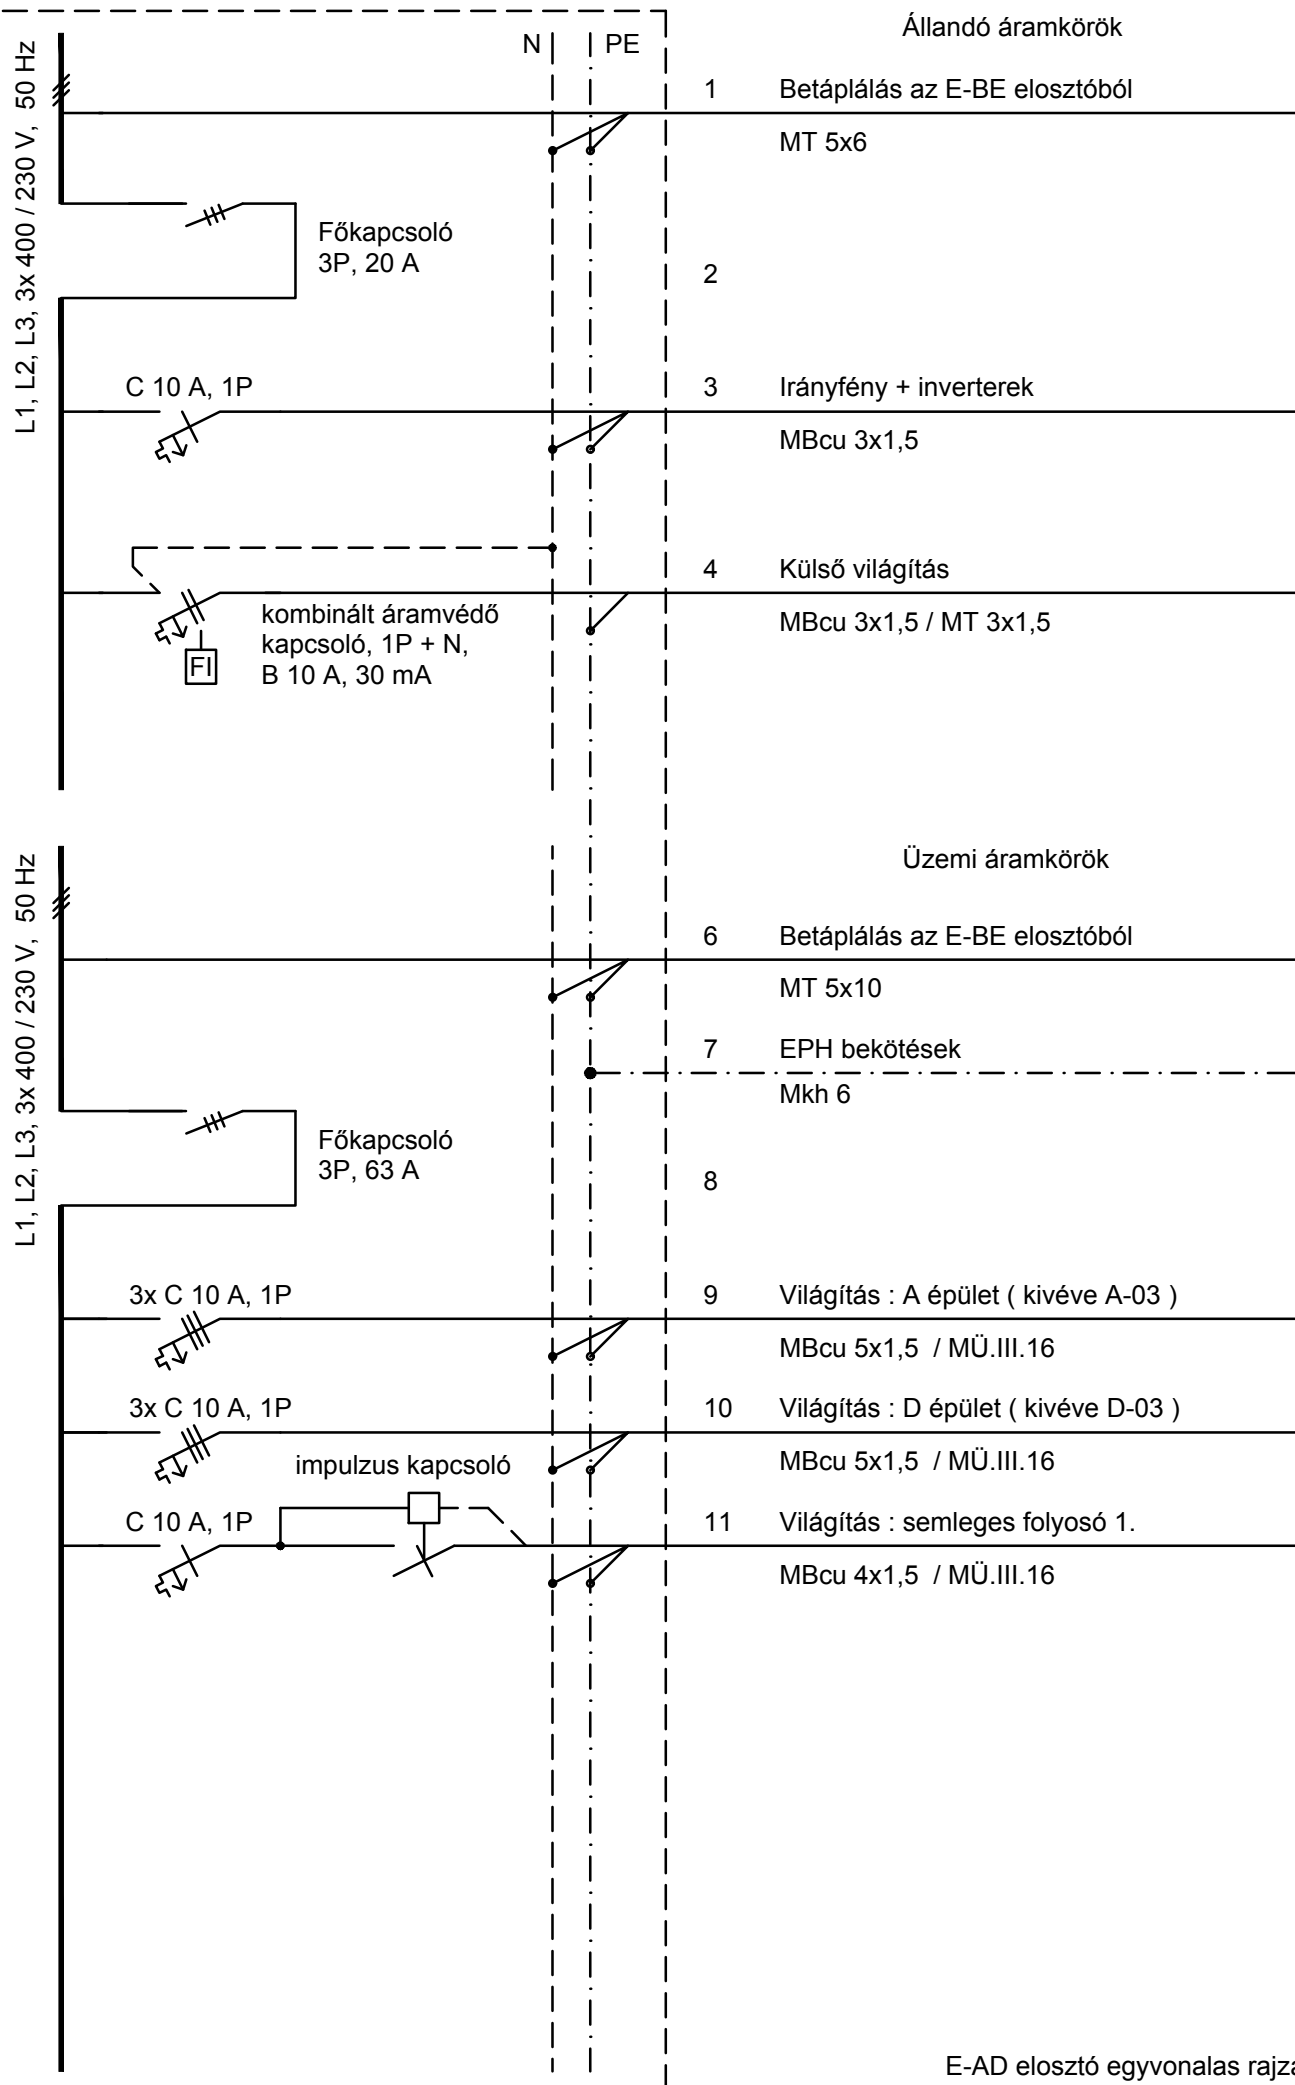 Állandó áramkörök
L1, L2, L3, 3x 400 / 230 V, 50 Hz
N
PE
1 Betáplálás az E-BE elosztóból
MT 5x6
Főkapcsoló
3P, 20 A
2
C 10 A, 1P
3 Irányfény + inverterek
MBcu 3x1,5
4 Külső világítás
MBcu 3x1,5 / MT 3x1,5
kombinált áramvédő
kapcsoló, 1P + N,
B 10 A, 30 mA
FI
Üzemi áramkörök
L1, L2, L3, 3x 400 / 230 V, 50 Hz
6 Betáplálás az E-BE elosztóból
MT 5x10
7 EPH bekötések
Mkh 6
Főkapcsoló
3P, 63 A
8
3x C 10 A, 1P
9 Világítás : A épület ( kivéve A-03 )
MBcu 5x1,5 / MÜ.III.16
3x C 10 A, 1P
10 Világítás : D épület ( kivéve D-03 )
MBcu 5x1,5 / MÜ.III.16
impulzus kapcsoló
C 10 A, 1P
11 Világítás : semleges folyosó 1.
MBcu 4x1,5 / MÜ.III.16
E-AD elosztó egyvonalas rajza